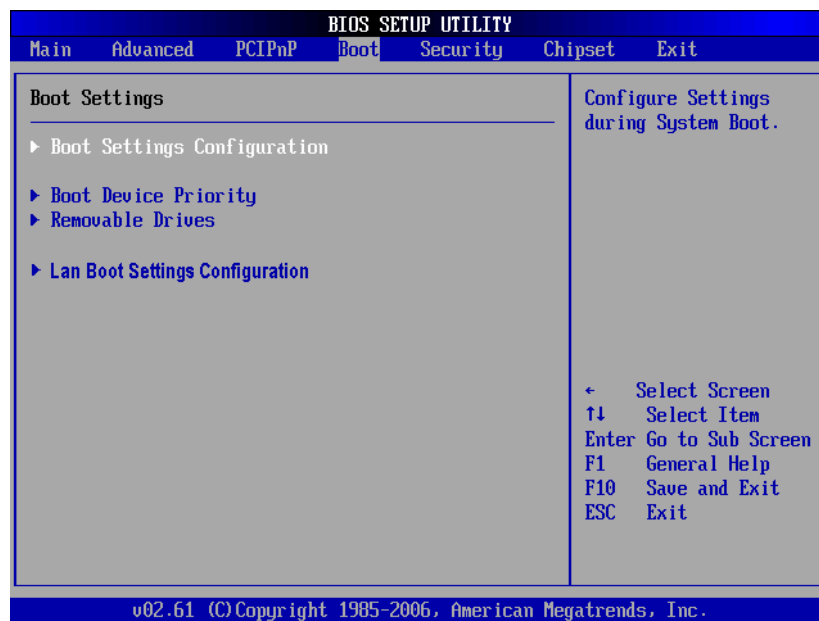 BIOS SETUP UTILITY
Main Advanced PCIPnP Boot Security Chipset Exit
Boot Settings
▶ Boot Settings Configuration
▶ Boot Device Priority
▶ Removable Drives
▶ Lan Boot Settings Configuration
Configure Settings
during System Boot.
← Select Screen
↑↓ Select Item
Enter Go to Sub Screen
F1 General Help
F10 Save and Exit
ESC Exit
v02.61 (C)Copyright 1985-2006, American Megatrends, Inc.